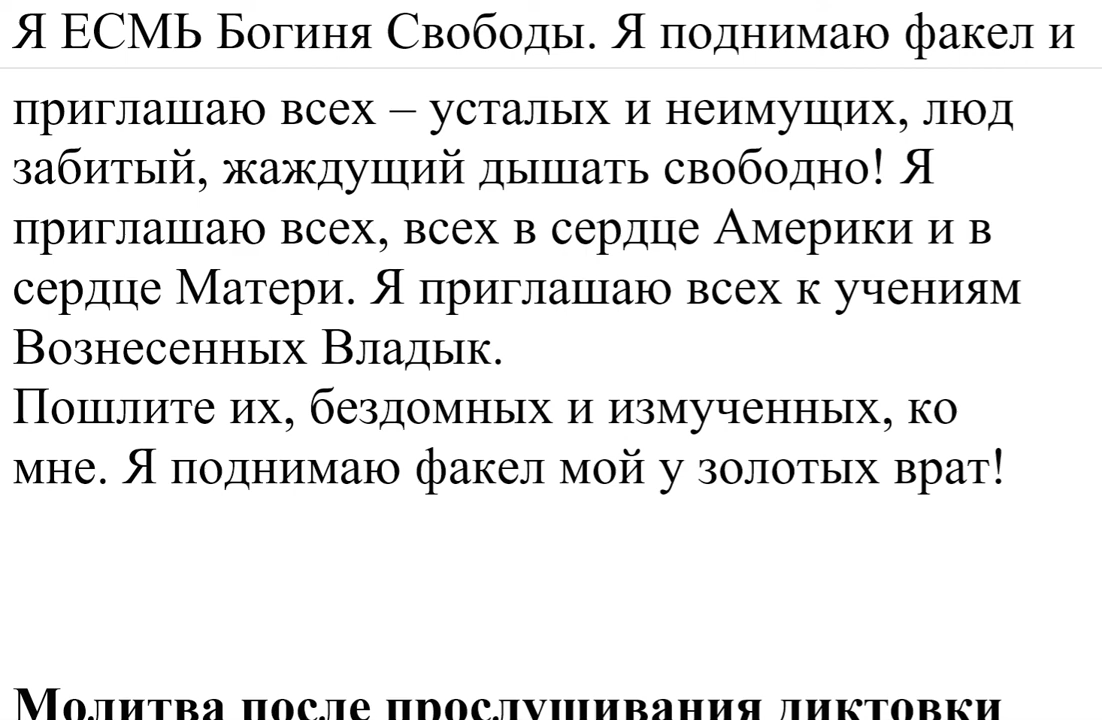 Я ЕСМЬ Богиня Свободы. Я поднимаю факел и
приглашаю всех – усталых и неимущих, люд
забитый, жаждущий дышать свободно! Я
приглашаю всех, всех в сердце Америки и в
сердце Матери. Я приглашаю всех к учениям
Вознесенных Владык.
Пошлите их, бездомных и измученных, ко
мне. Я поднимаю факел мой у золотых врат!
Молитва после прослушивания диктовки